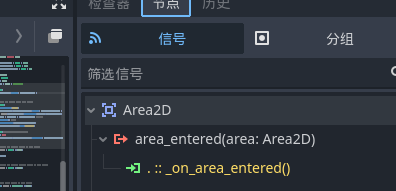 检查器 节点 历史
信号 分组
筛选信号
Area2D
area_entered(area: Area2D)
. :: _on_area_entered()